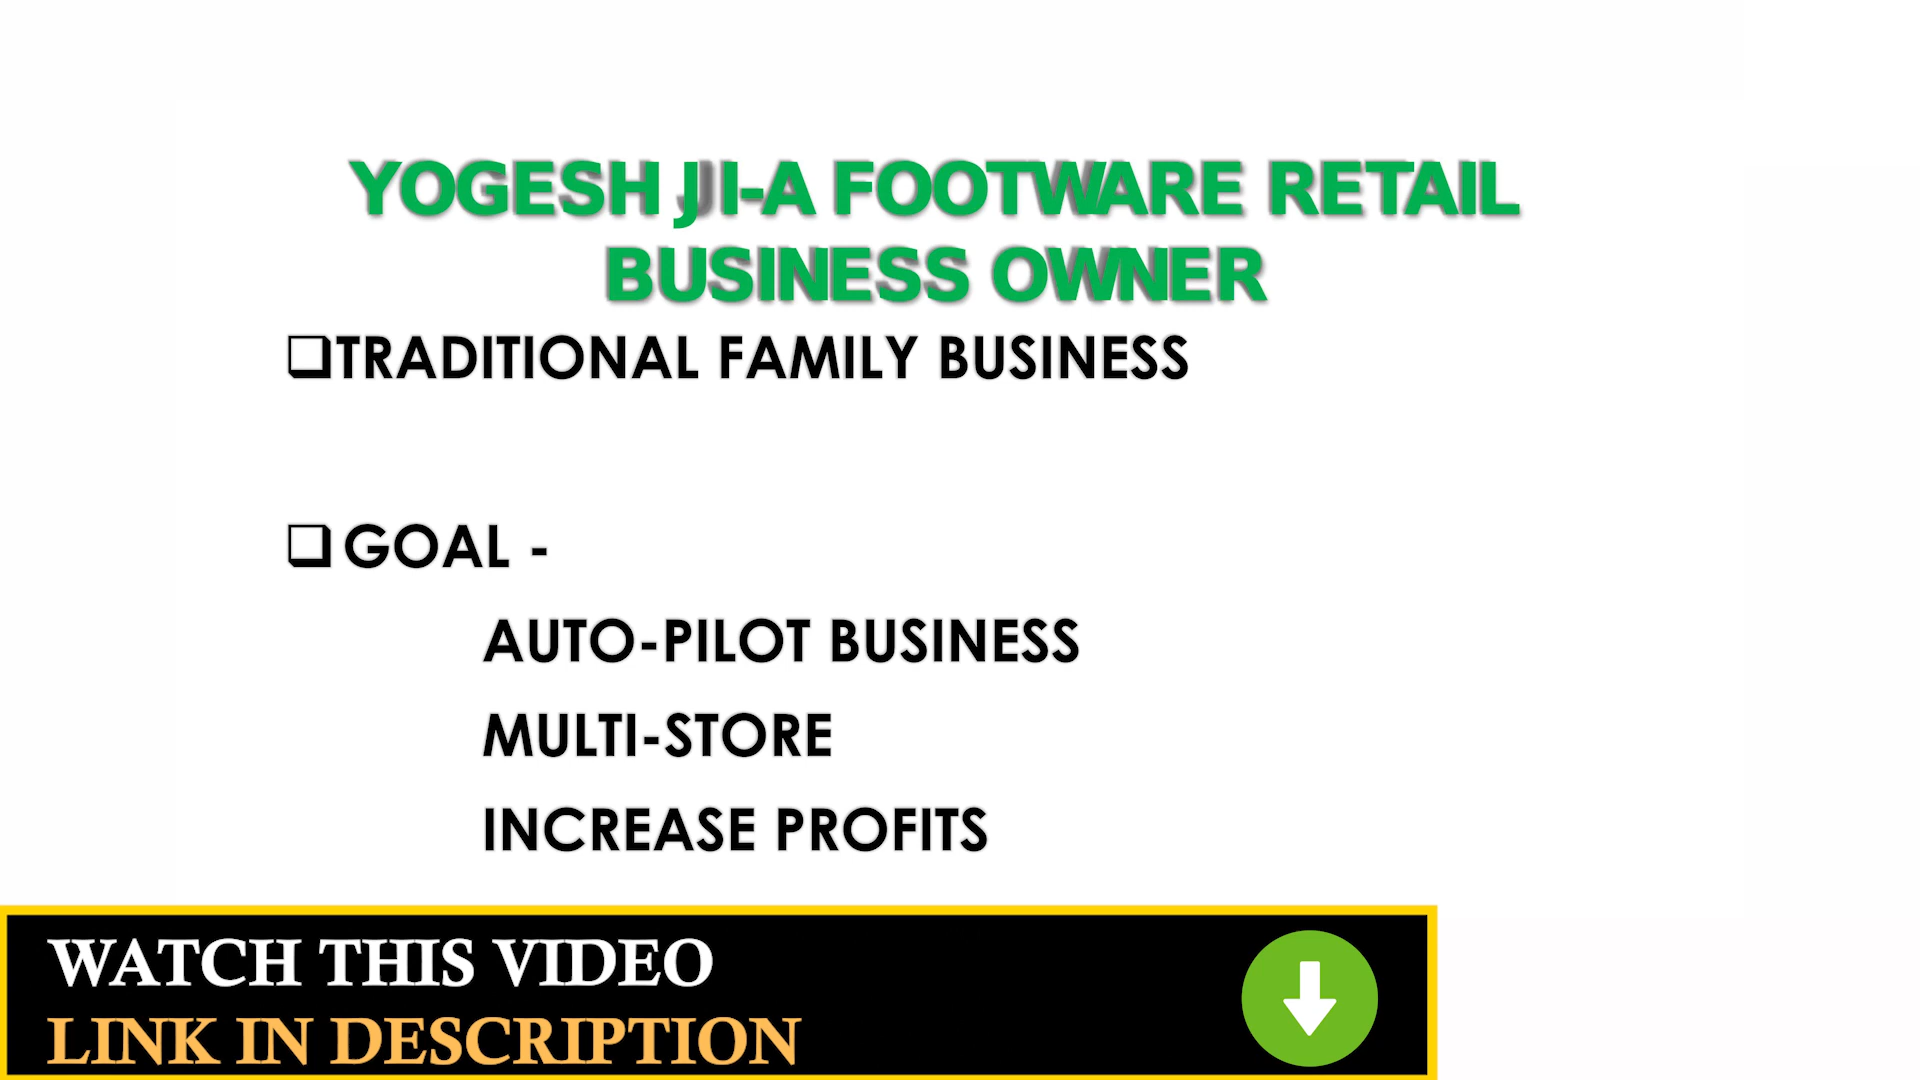 YOGESH JI-A FOOTWARE RETAIL
BUSINESS OWNER
❑TRADITIONAL FAMILY BUSINESS
❑ GOAL -
AUTO-PILOT BUSINESS
MULTI-STORE
INCREASE PROFITS
WATCH THIS VIDEO
LINK IN DESCRIPTION